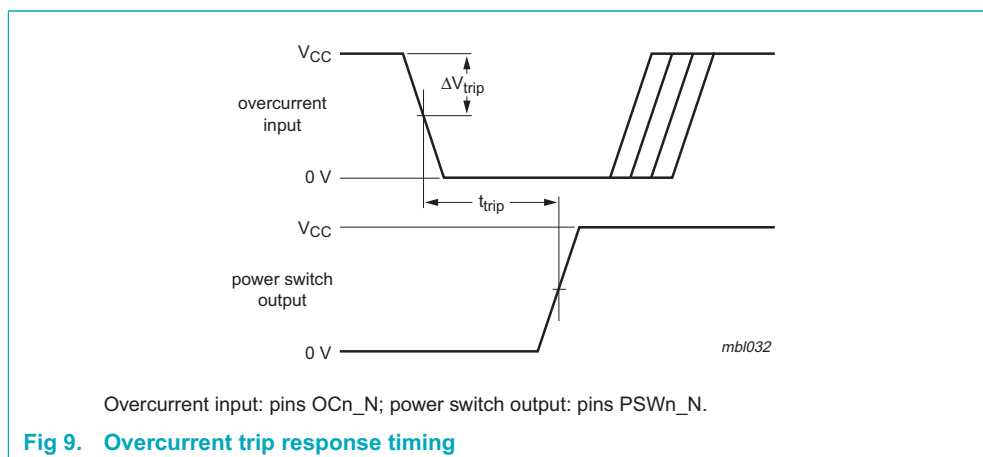 VCC
ΔVtrip
overcurrent
input
0 V
ttrip
VCC
power switch
output
0 V
mbl032
Overcurrent input: pins OCn_N; power switch output: pins PSWn_N.
Fig 9. Overcurrent trip response timing